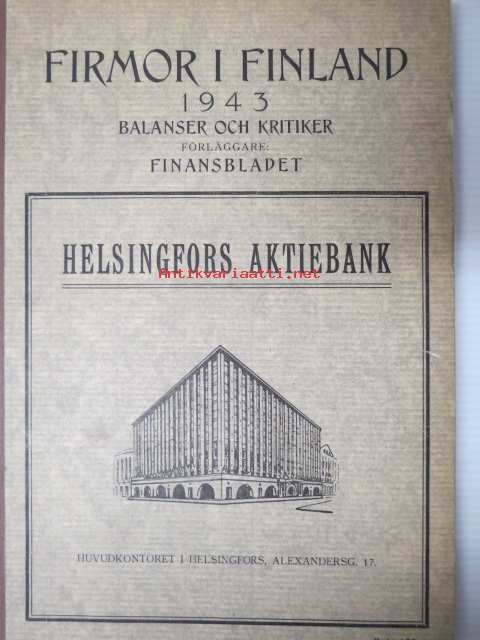 FIRMOR I FINLAND
1943
BALANSER OCH KRITIKER
FÖRLÄGGARE:
FINANSBLADET
HELSINGFORS AKTIEBANK
Antikvariaatti.net
HUVUDKONTORET I HELSINGFORS, ALEXANDERSG. 17.